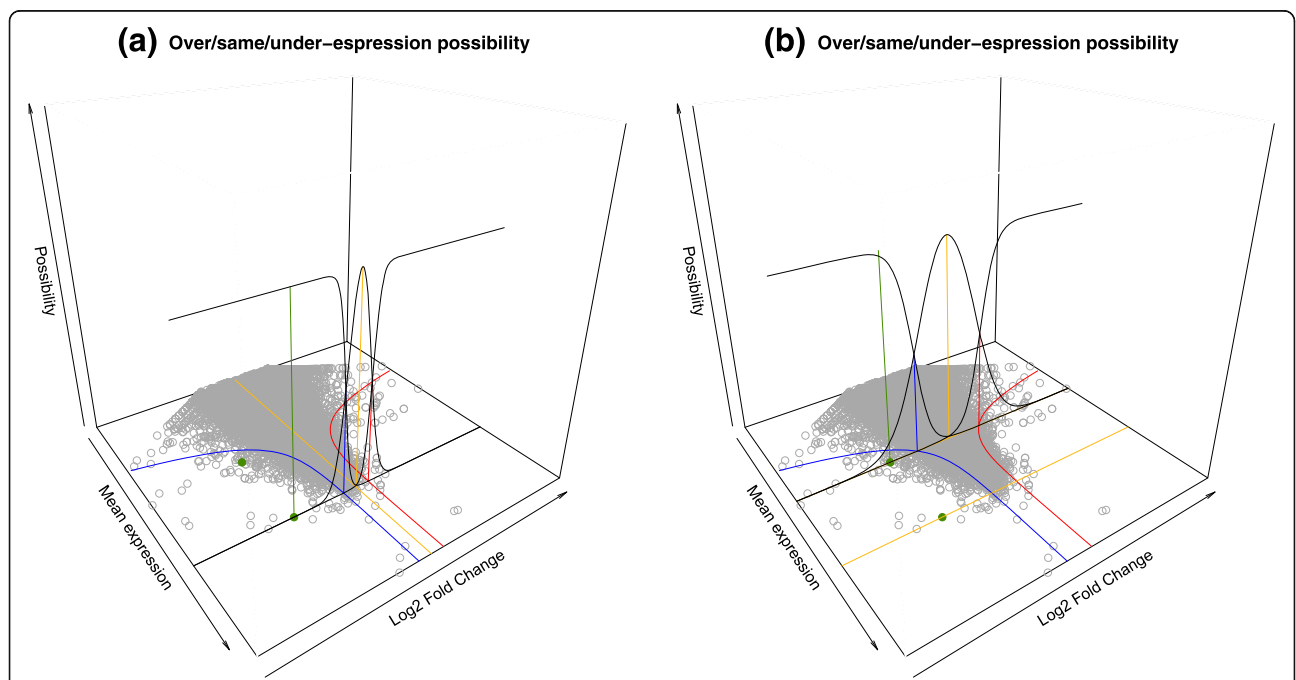 (a) Over/same/under−espression possibility
Possibility
Mean expression
Log2 Fold Change
(b) Over/same/under−espression possibility
Possibility
Mean expression
Log2 Fold Change